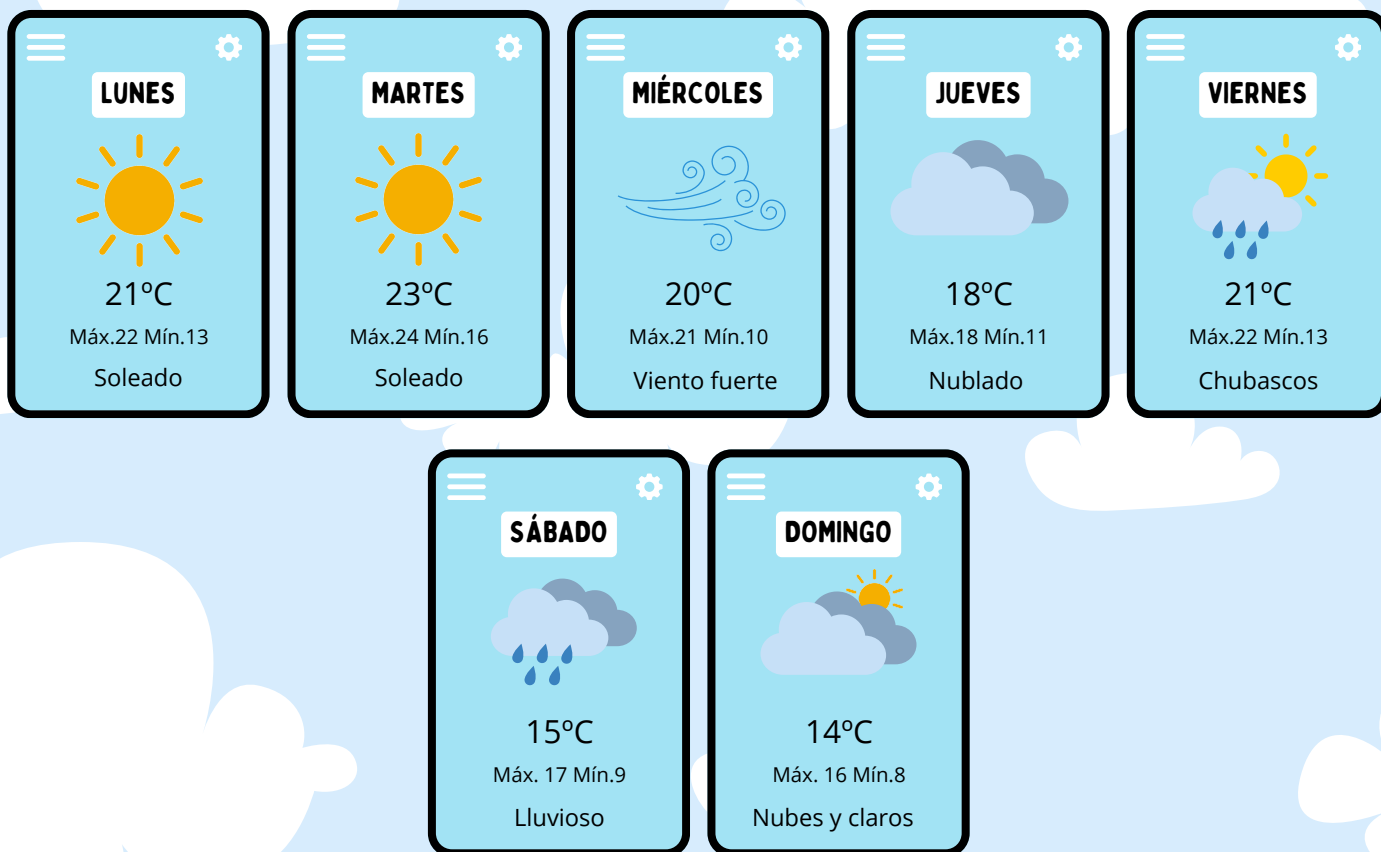 LUNES
21ºC
Máx.22 Mín.13
Soleado
MARTES
23ºC
Máx.24 Mín.16
Soleado
MIÉRCOLES
20ºC
Máx.21 Mín.10
Viento fuerte
JUEVES
18ºC
Máx.18 Mín.11
Nublado
VIERNES
21ºC
Máx.22 Mín.13
Chubascos
SÁBADO
15ºC
Máx. 17 Mín.9
Lluvioso
DOMINGO
14ºC
Máx. 16 Mín.8
Nubes y claros